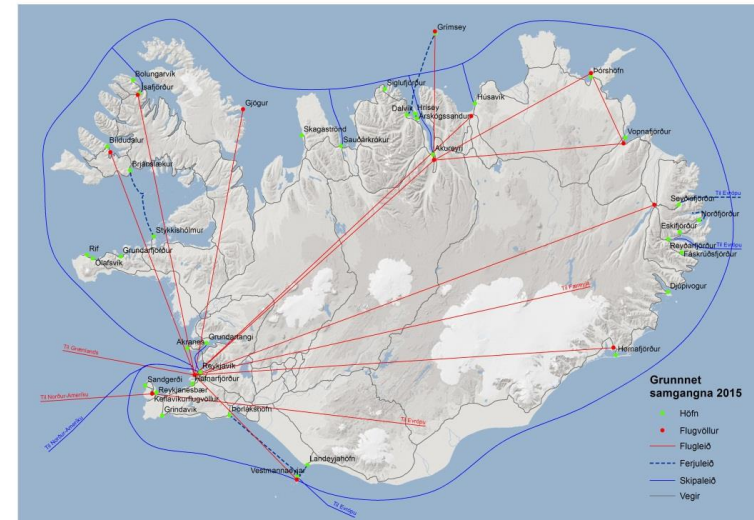 Grímsey
Bolungarvík
Ísafjörður
Siglufjörður
Þórshöfn
Gjögur
Dalvík
Hrísey
Húsavík
Árskógssandur
Skagaströnd
Vopnafjörður
Bíldudalur
Sauðárkrókur
Akureyri
Brjánslækur
Til Evrópu
Seyðisfjörður
Norðfjörður
Stykkishólmur
Eskifjörður
Rif
Grundarfjörður
Reyðarfjörður
Til Evrópu
Ólafsvík
Fáskrúðsfjörður
Til Færeyja
Djúpivogur
Akranes
Grundartangi
Til Grænlands
Hornafjörður
Reykjavík
Hafnarfjörður
Sandgerði
Reykjanesbær
Til Norður-Ameríku
Keflavíkurflugvöllur
Grindavík
Þorlákshöfn
Til Evrópu
Til Norður-Ameríku
Landeyjahöfn
Vestmannaeyjar
Til Evrópu
Grunnnet
samgangna 2015
Höfn
Flugvöllur
Flugleið
Ferjuleið
Skipaleið
Vegir